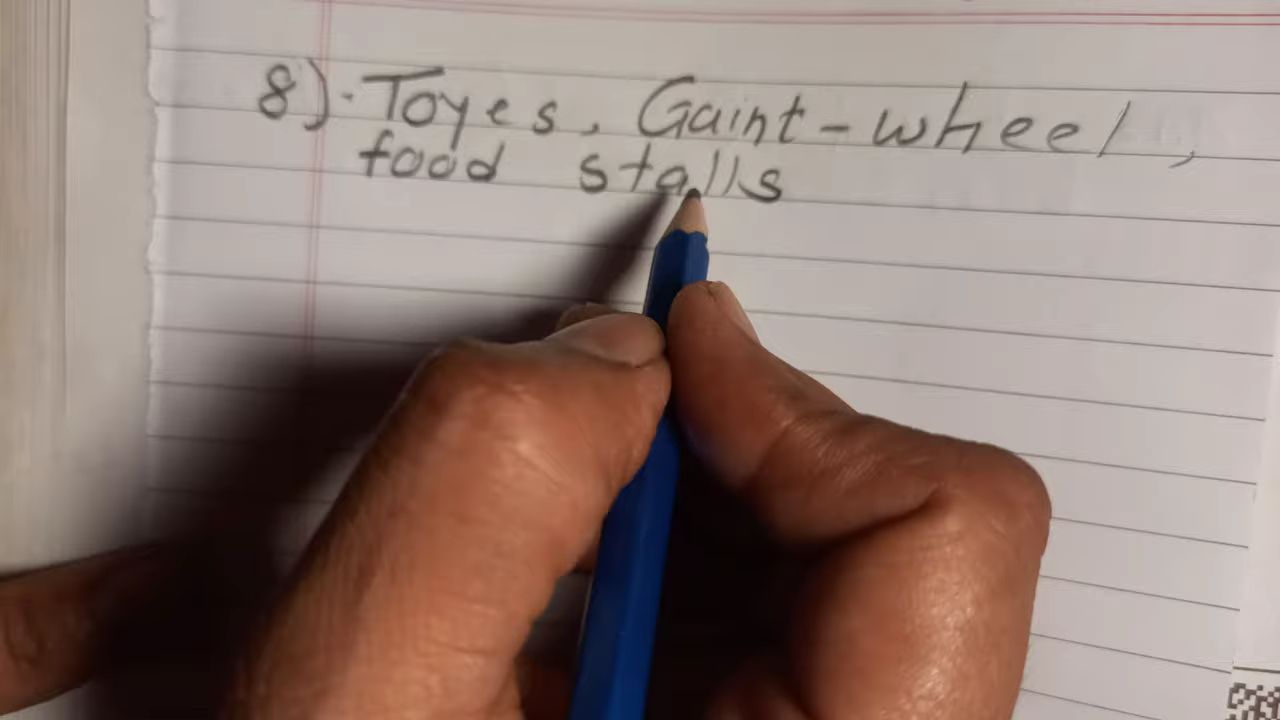 8). Toyes, Gaint-wheel,
food stalls